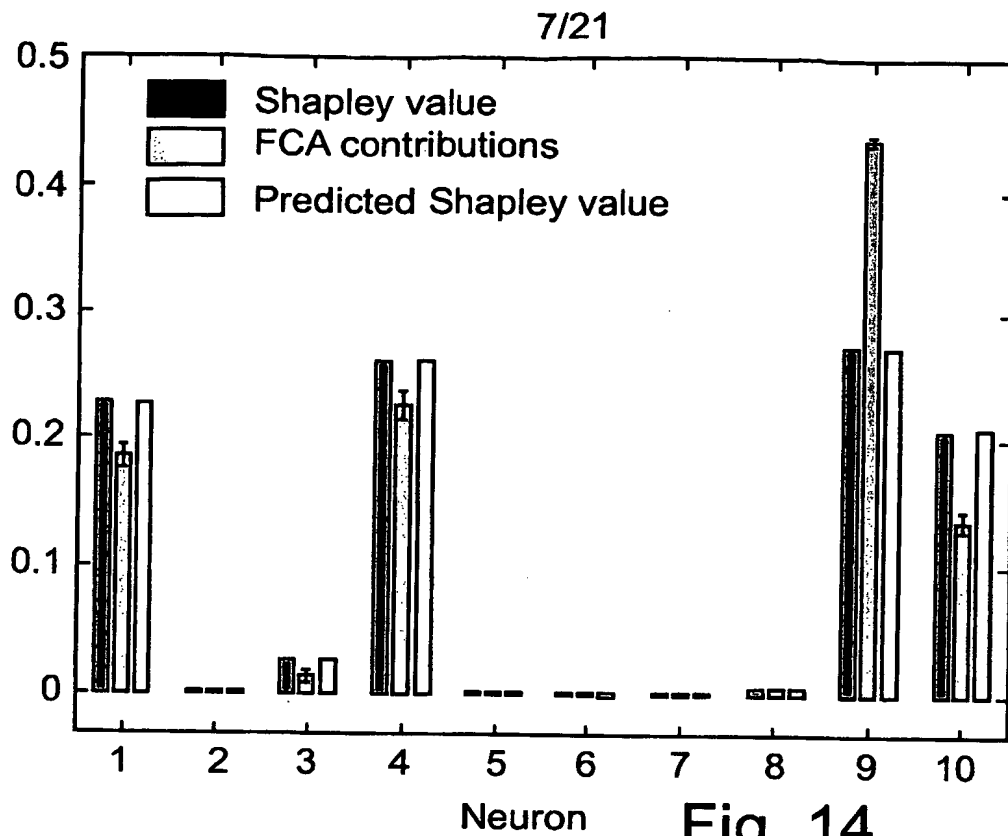 7/21
0.5
Shapley value
FCA contributions
0.4
Predicted Shapley value
0.3
0.2
0.1
0
1 2 3 4 5 6 7 8 9 10
Neuron
Fig. 14